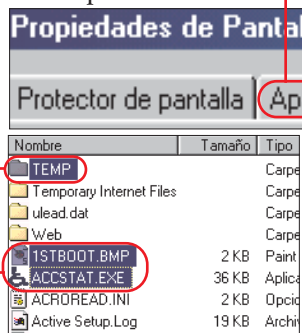 Propiedades de Pantal
Protector de pantalla Ap
Nombre Tamaño Tipo
TEMP Carpe
Temporary Internet Files Carpe
ulead.dat Carpe
Web Carpe
1STBOOT.BMP 2 KB Paint
ACCSTAT.EXE 36 KB Aplica
ACROREAD.INI 2 KB Opcio
Active Setup.Log 19 KB Archiv